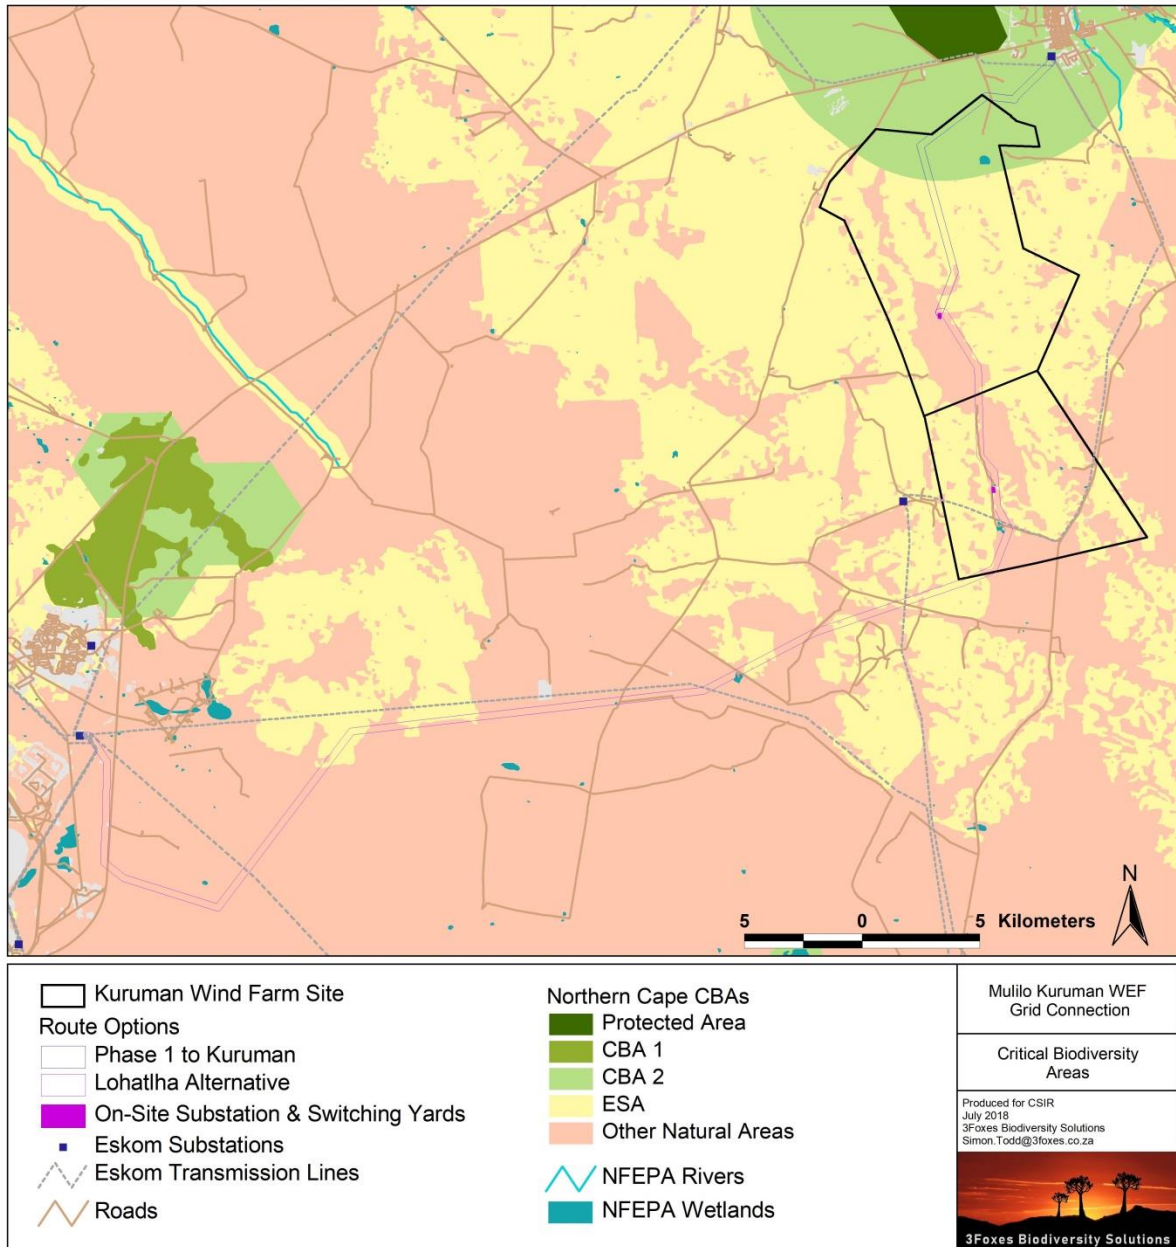 N
5 0 5 Kilometers
Kuruman Wind Farm Site
Route Options
Phase 1 to Kuruman
Lohatlha Alternative
On-Site Substation & Switching Yards
Eskom Substations
Eskom Transmission Lines
Roads
Northern Cape CBAs
Protected Area
CBA 1
CBA 2
ESA
Other Natural Areas
NFEPA Rivers
NFEPA Wetlands
Mulilo Kuruman WEF
Grid Connection
Critical Biodiversity
Areas
Produced for CSIR
July 2018
3Foxes Biodiversity Solutions
Simon.Todd@3foxes.co.za
3Foxes Biodiversity Solutions